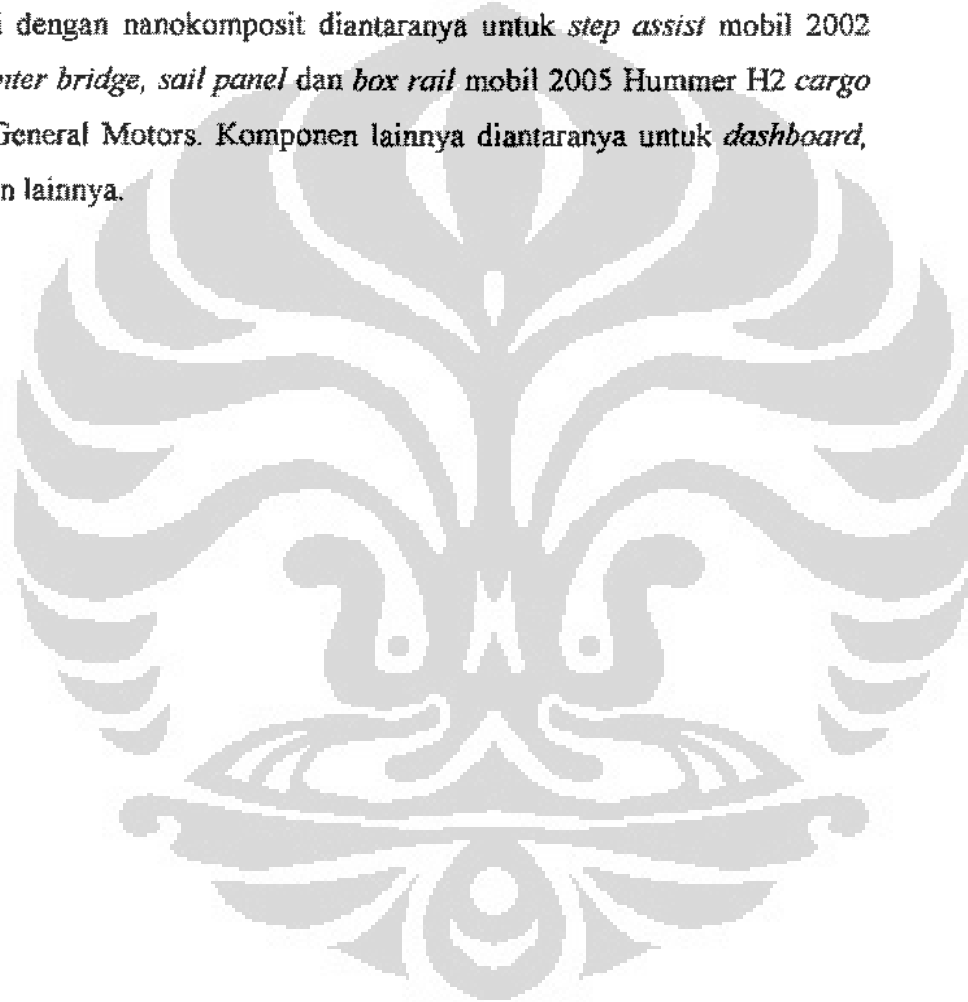 dengan nanokomposit diantaranya untuk step assist mobil 2002
bridge, sail panel dan box rail mobil 2005 Hummer H2 cargo
General Motors. Komponen lainnya diantaranya untuk dashboard,
lainnya.